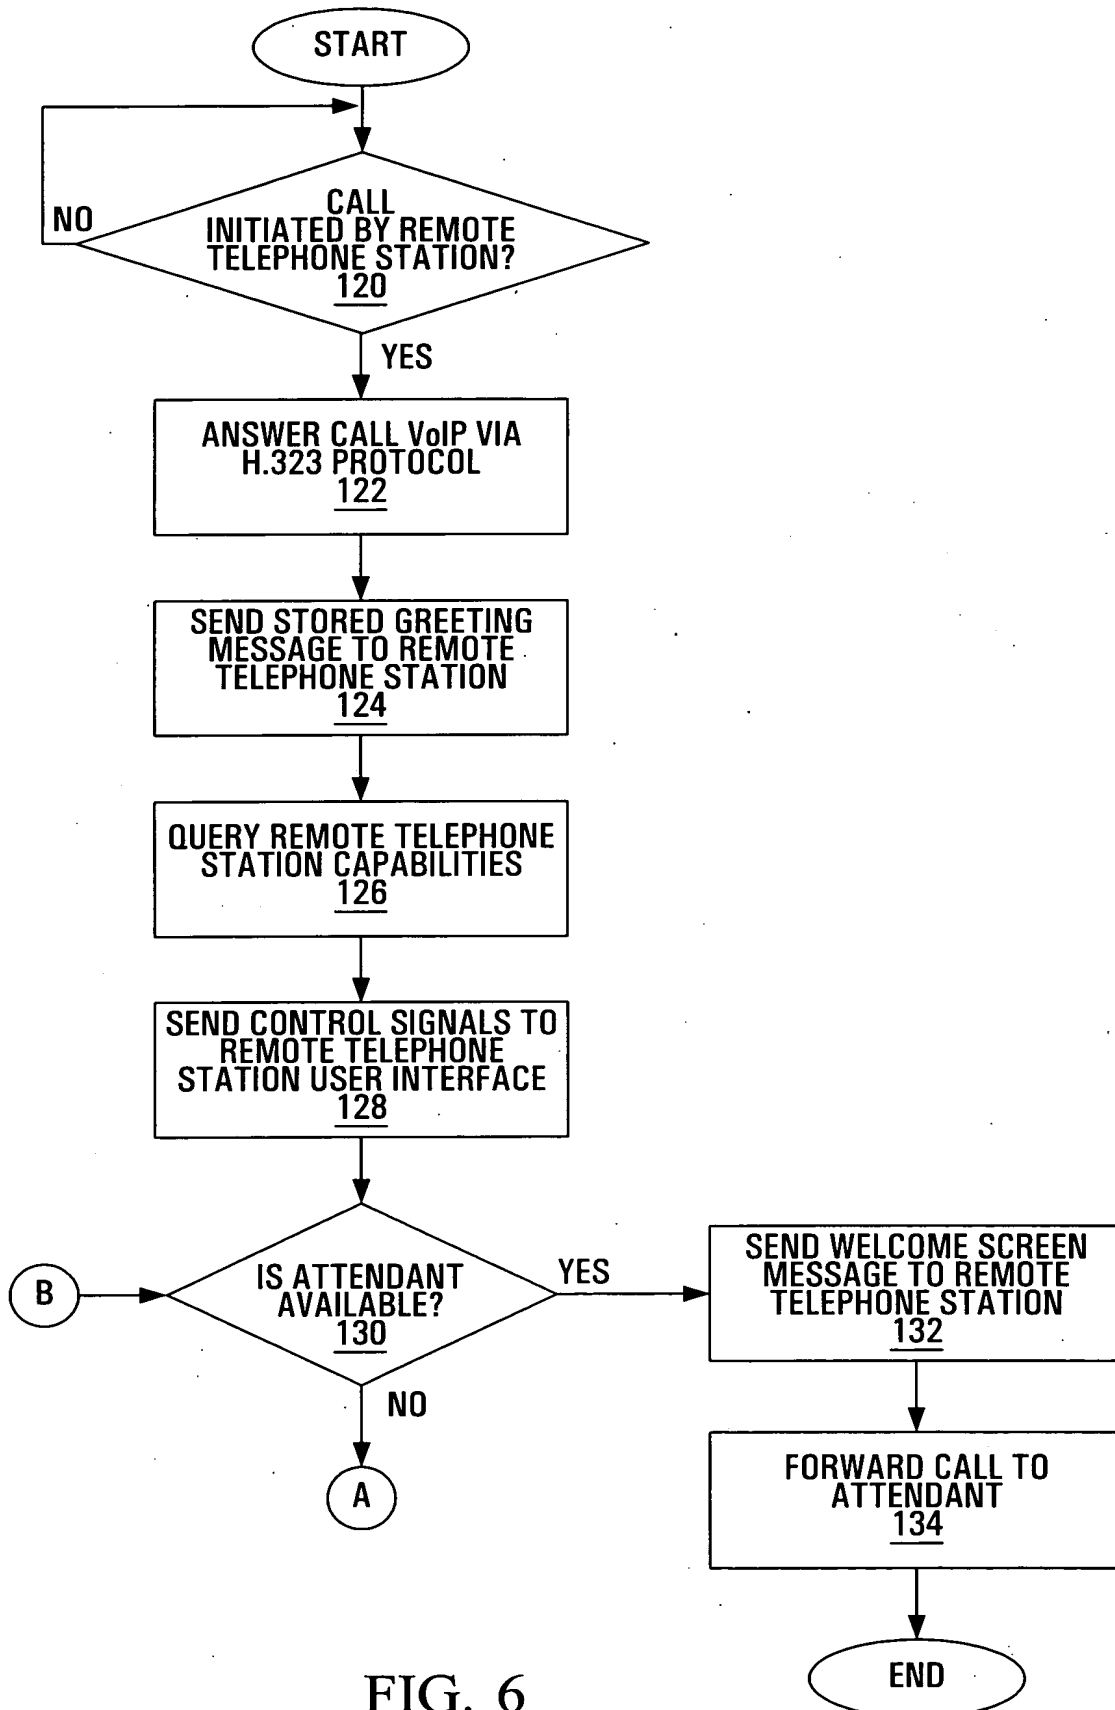 START
CALL
INITIATED BY REMOTE
TELEPHONE STATION?
120
NO
YES
ANSWER CALL VoIP VIA
H.323 PROTOCOL
122
SEND STORED GREETING
MESSAGE TO REMOTE
TELEPHONE STATION
124
QUERY REMOTE TELEPHONE
STATION CAPABILITIES
126
SEND CONTROL SIGNALS TO
REMOTE TELEPHONE
STATION USER INTERFACE
128
B
IS ATTENDANT
AVAILABLE?
130
YES
NO
A
SEND WELCOME SCREEN
MESSAGE TO REMOTE
TELEPHONE STATION
132
FORWARD CALL TO
ATTENDANT
134
END
FIG. 6